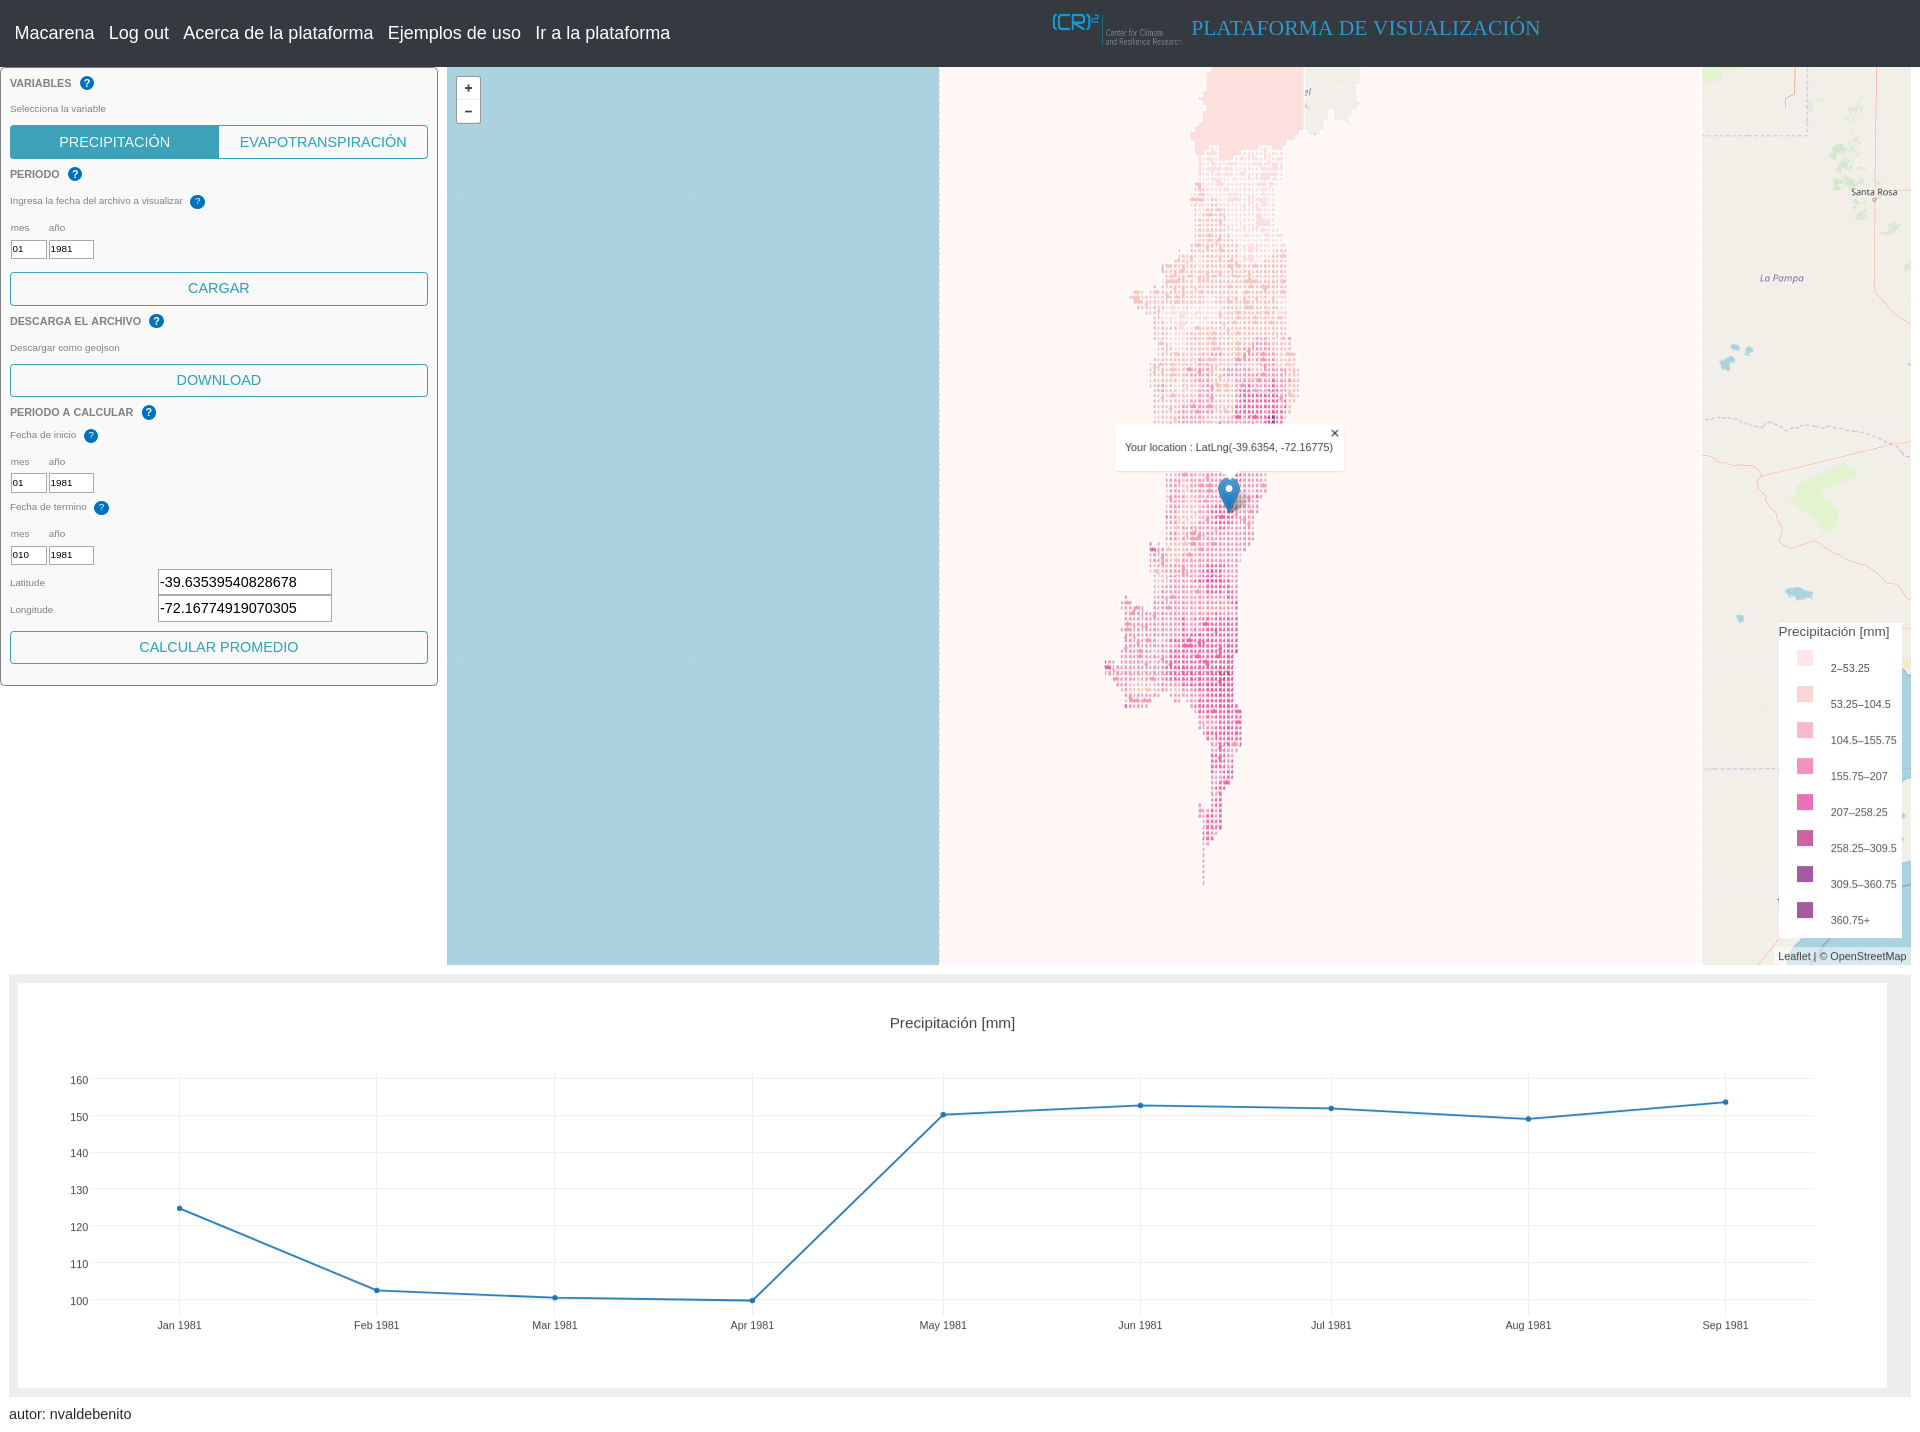 Macarena Log out Acerca de la plataforma Ejemplos de uso Ir a la plataforma
(CR)2 Center for Climate
and Resilience Research
PLATAFORMA DE VISUALIZACIÓN
VARIABLES ?
Selecciona la variable
PRECIPITACIÓN EVAPOTRANSPIRACIÓN
PERIODO ?
Ingresa la fecha del archivo a visualizar ?
mes año
01 1981
CARGAR
DESCARGA EL ARCHIVO ?
Descargar como geojson
DOWNLOAD
PERIODO A CALCULAR ?
Fecha de inicio ?
mes año
01 1981
Fecha de termino ?
mes año
010 1981
Latitude -39.63539540828678
Longitude -72.16774919070305
CALCULAR PROMEDIO
+
−
el
Santa Rosa
La Pampa
Your location : LatLng(-39.6354, -72.16775) ×
Precipitación [mm]
2–53.25
53.25–104.5
104.5–155.75
155.75–207
207–258.25
258.25–309.5
309.5–360.75
360.75+
Leaflet | © OpenStreetMap
Precipitación [mm]
160
150
140
130
120
110
100
Jan 1981 Feb 1981 Mar 1981 Apr 1981 May 1981 Jun 1981 Jul 1981 Aug 1981 Sep 1981
autor: nvaldebenito